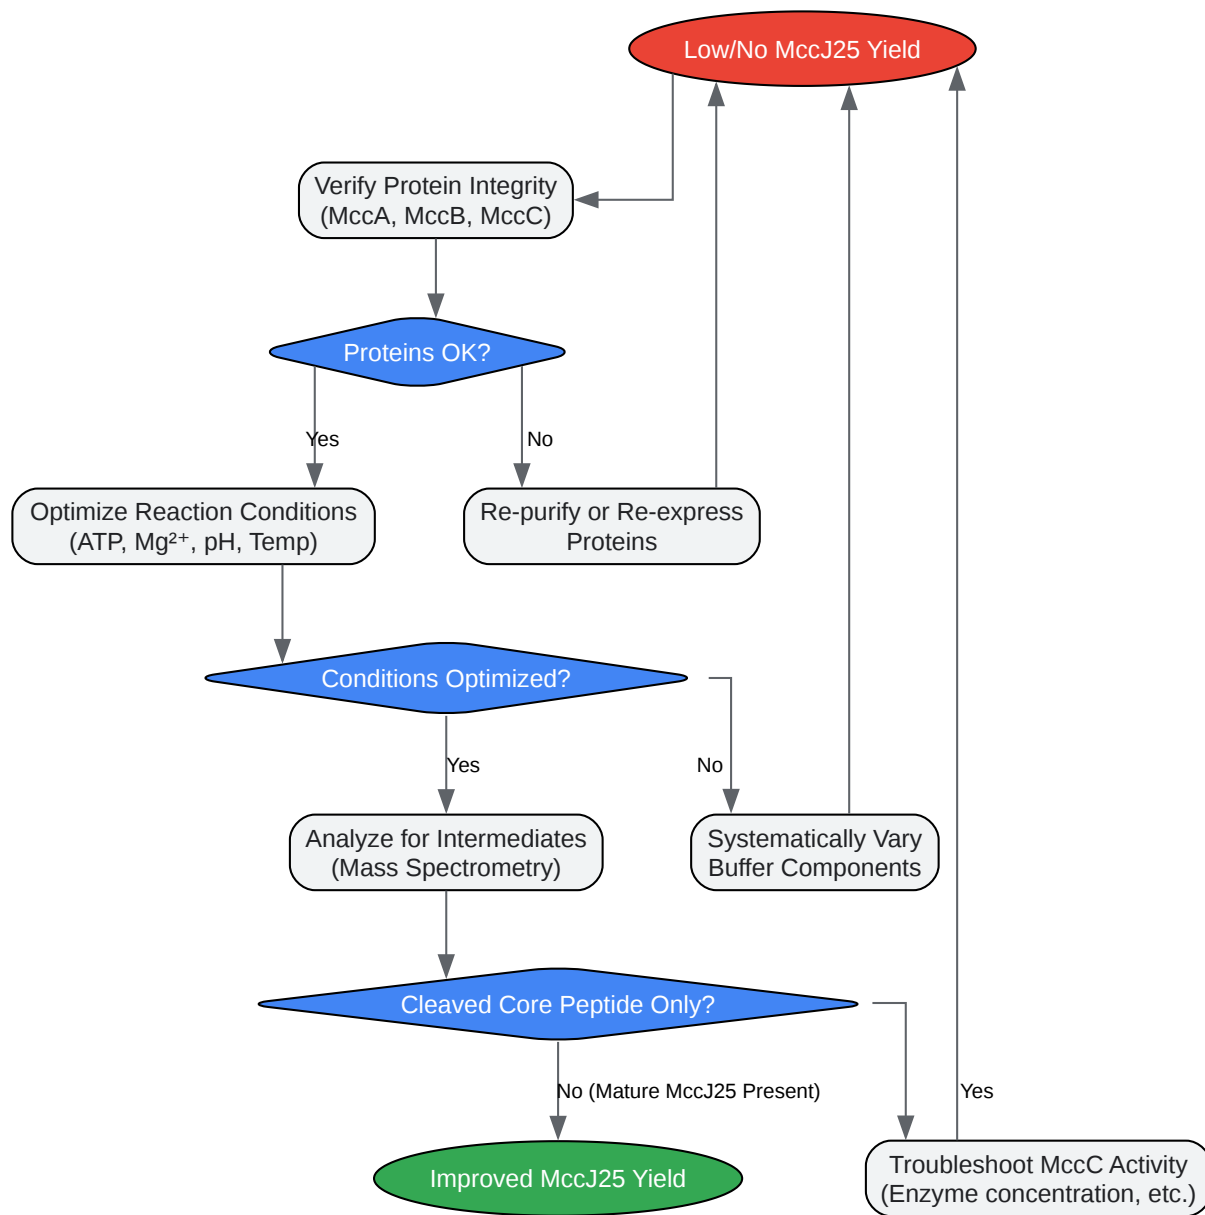 Low/No MccJ25 Yield
Verify Protein Integrity
(MccA, MccB, MccC)
Proteins OK?
Yes
No
Optimize Reaction Conditions
(ATP, Mg²⁺, pH, Temp)
Re-purify or Re-express
Proteins
Conditions Optimized?
Yes
No
Analyze for Intermediates
(Mass Spectrometry)
Systematically Vary
Buffer Components
Cleaved Core Peptide Only?
No (Mature MccJ25 Present)
Yes
Improved MccJ25 Yield
Troubleshoot MccC Activity
(Enzyme concentration, etc.)